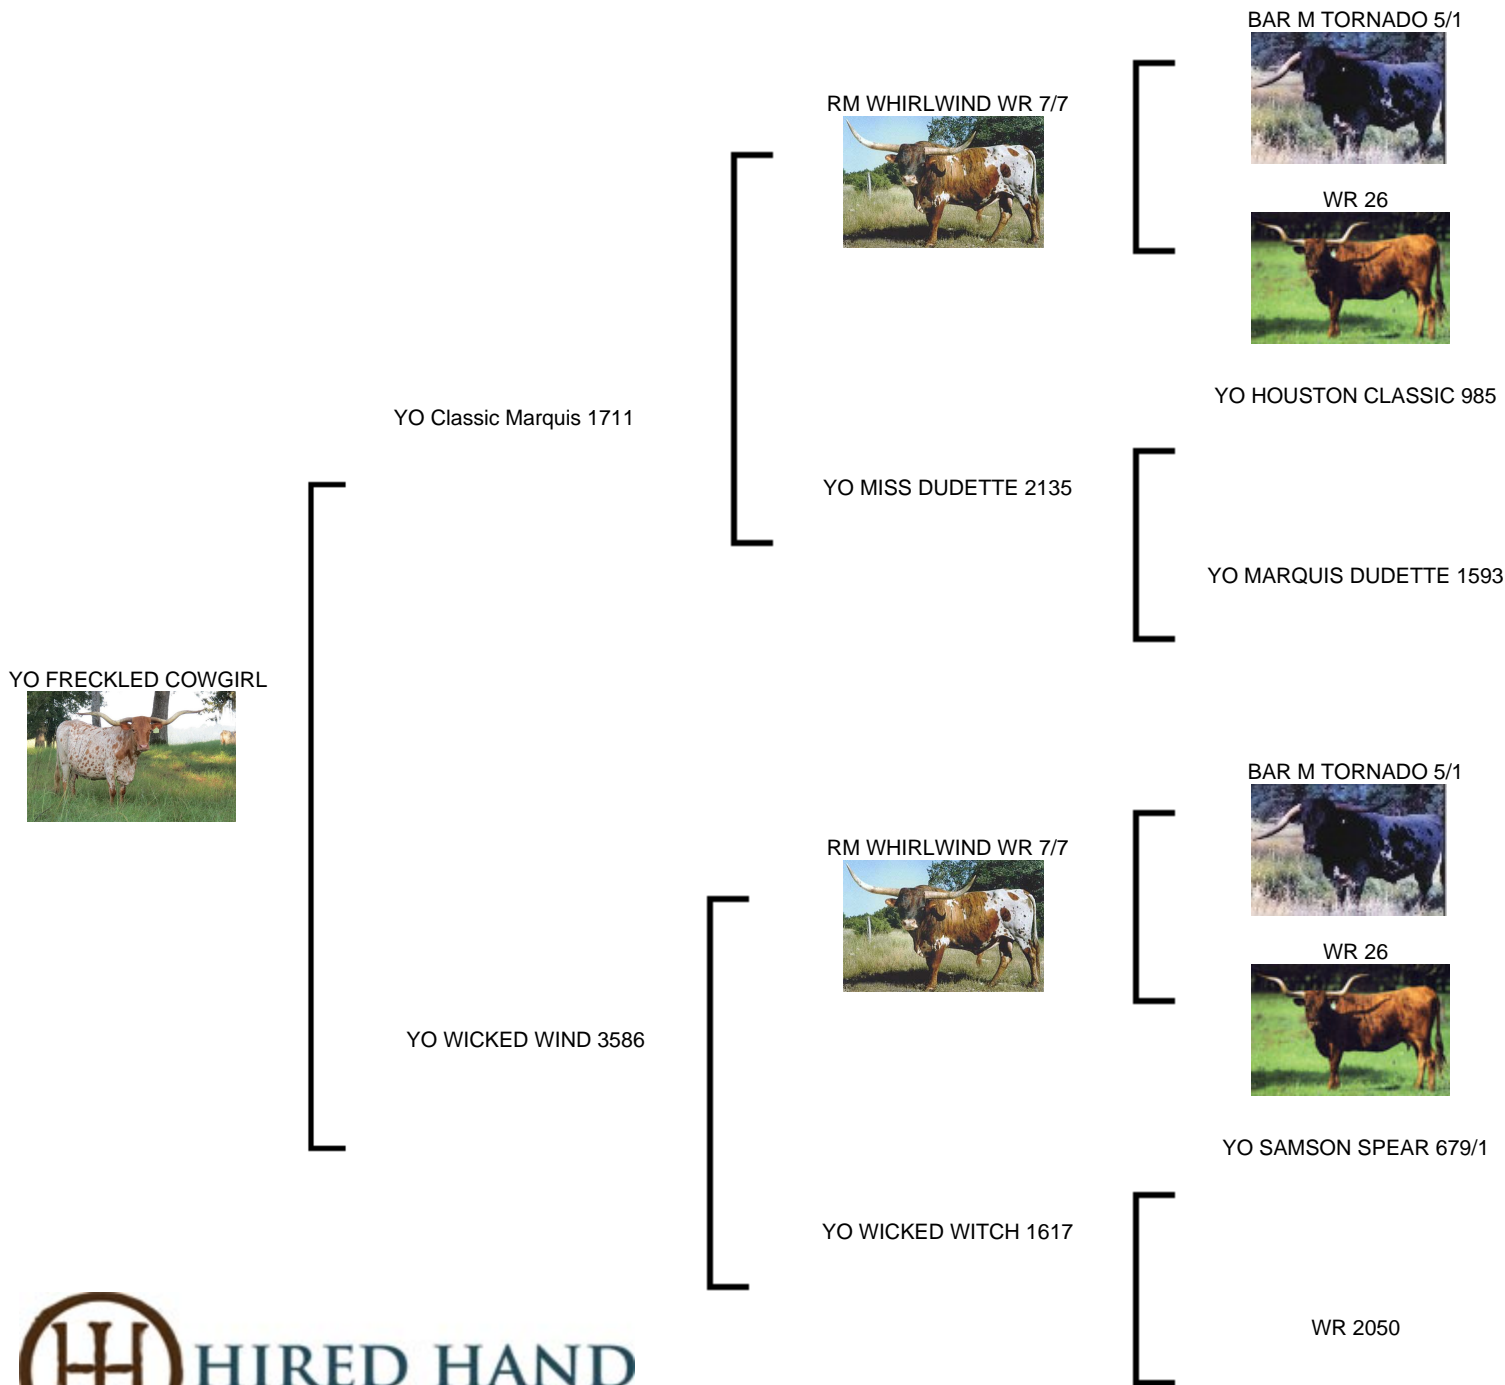 BAR M TORNADO 5/1
RM WHIRLWIND WR 7/7
WR 26
YO HOUSTON CLASSIC 985
YO Classic Marquis 1711
YO MISS DUDETTE 2135
YO MARQUIS DUDETTE 1593
YO FRECKLED COWGIRL
BAR M TORNADO 5/1
RM WHIRLWIND WR 7/7
WR 26
YO WICKED WIND 3586
YO SAMSON SPEAR 679/1
YO WICKED WITCH 1617
WR 2050
HIRED HAND